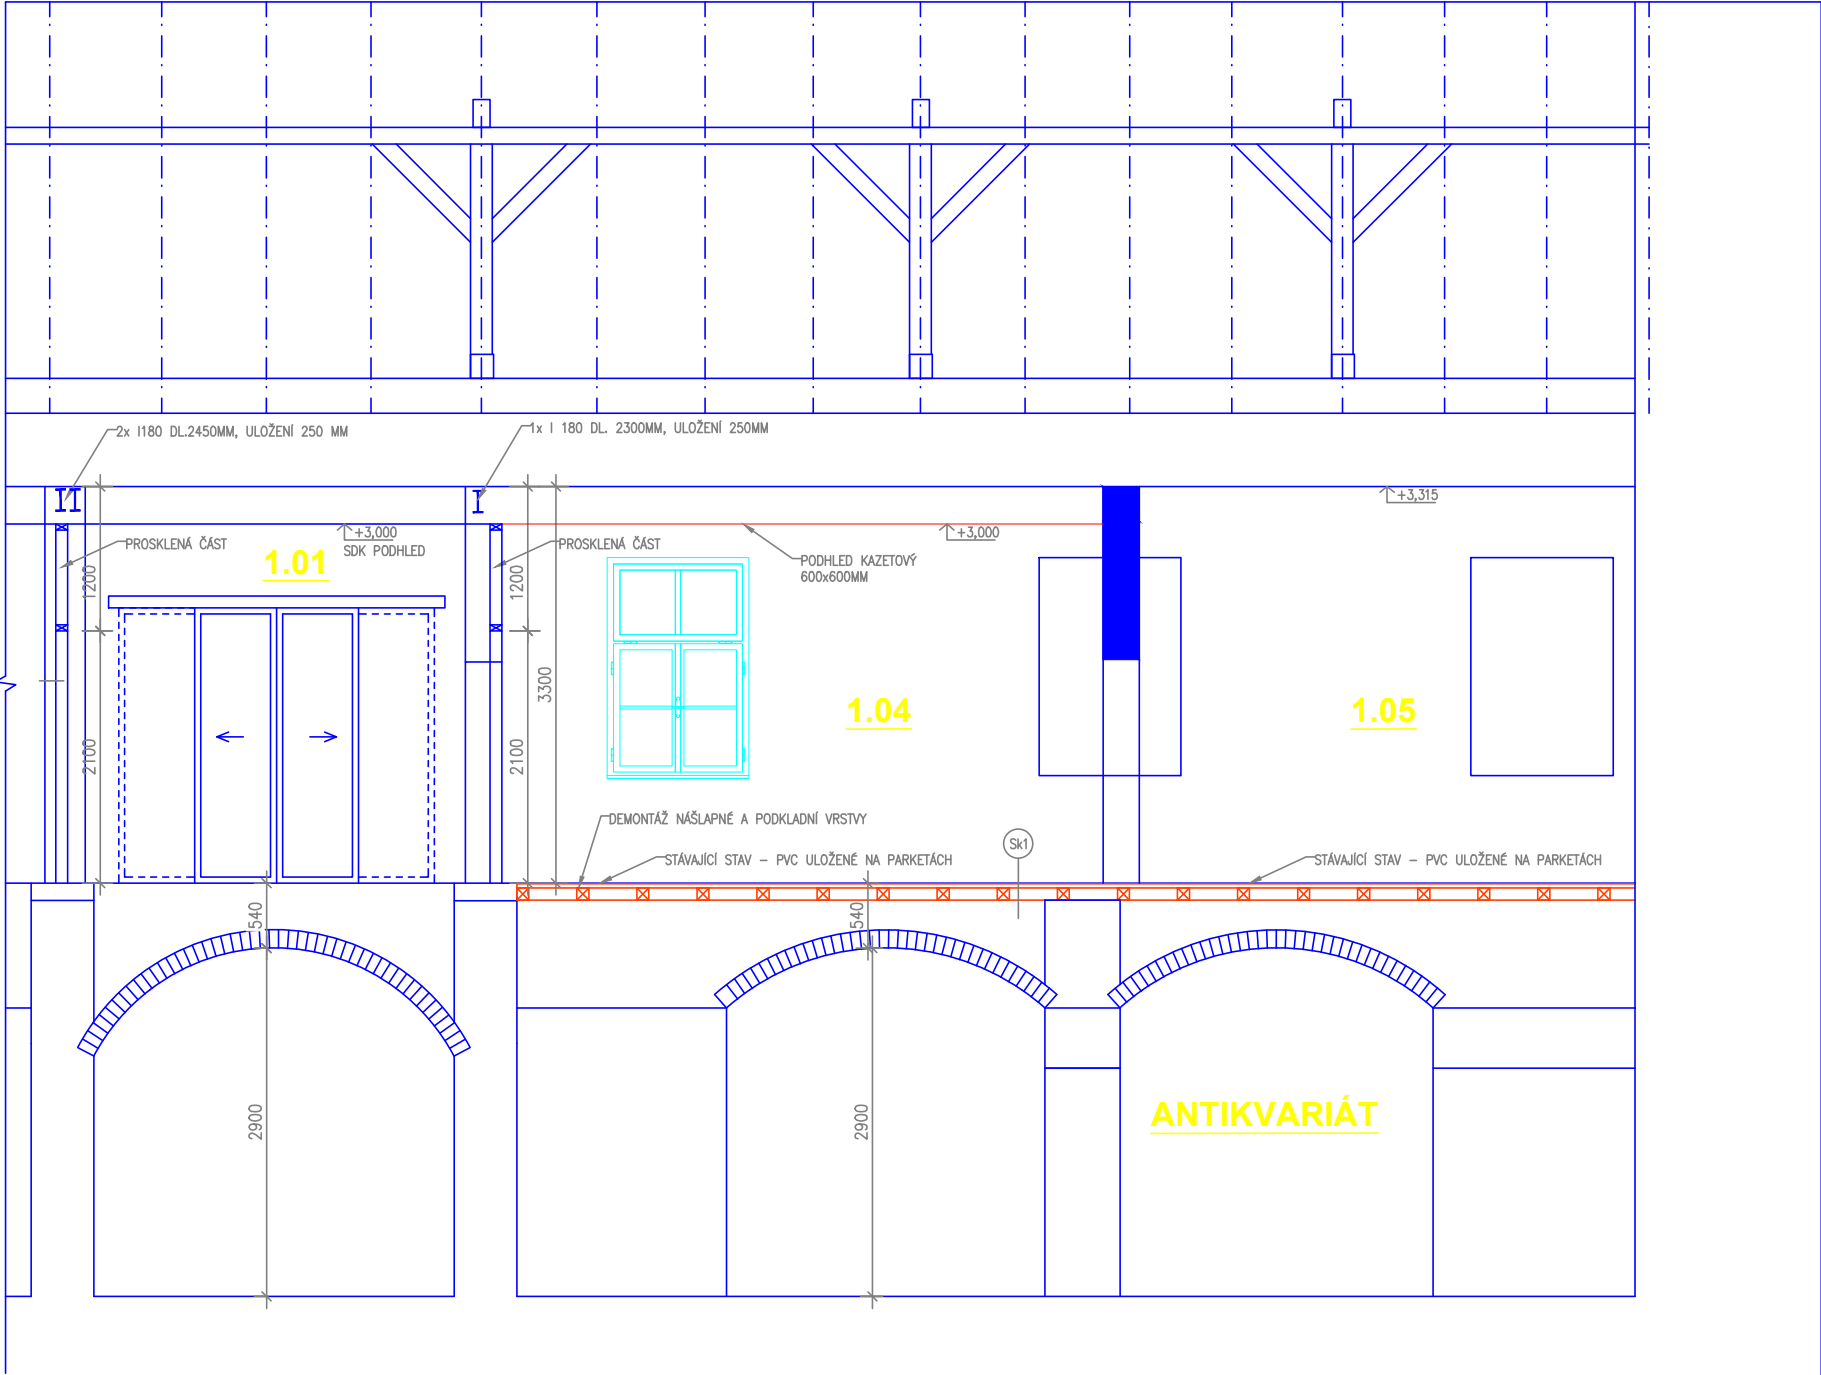 2x I180 DL.2450MM, ULOŽENÍ 250 MM
1x I 180 DL. 2300MM, ULOŽENÍ 250MM
+3,315
+3,000
SDK PODHLED
+3,000
PROSKLENÁ ČÁST
PROSKLENÁ ČÁST
PODHLED KAZETOVÝ
600x600MM
1.01
1200
1200
3300
1.04
1.05
2100
2100
DEMONTÁŽ NÁŠLAPNÉ A PODKLADNÍ VRSTVY
Sk1
STÁVAJÍCÍ STAV – PVC ULOŽENÉ NA PARKETÁCH
STÁVAJÍCÍ STAV – PVC ULOŽENÉ NA PARKETÁCH
540
540
2900
2900
ANTIKVARIÁT